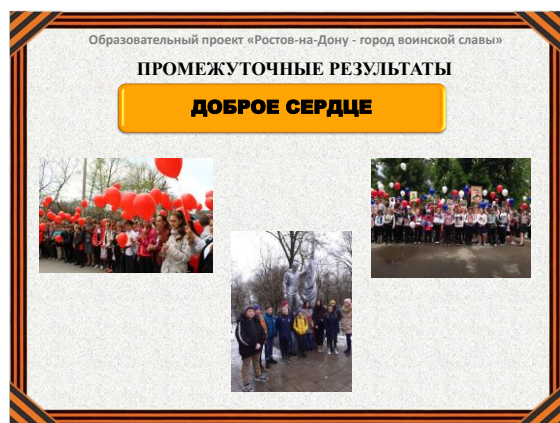 Образовательный проект «Ростов-на-Дону - город воинской славы»
ПРОМЕЖУТОЧНЫЕ РЕЗУЛЬТАТЫ
ДОБРОЕ СЕРДЦЕ